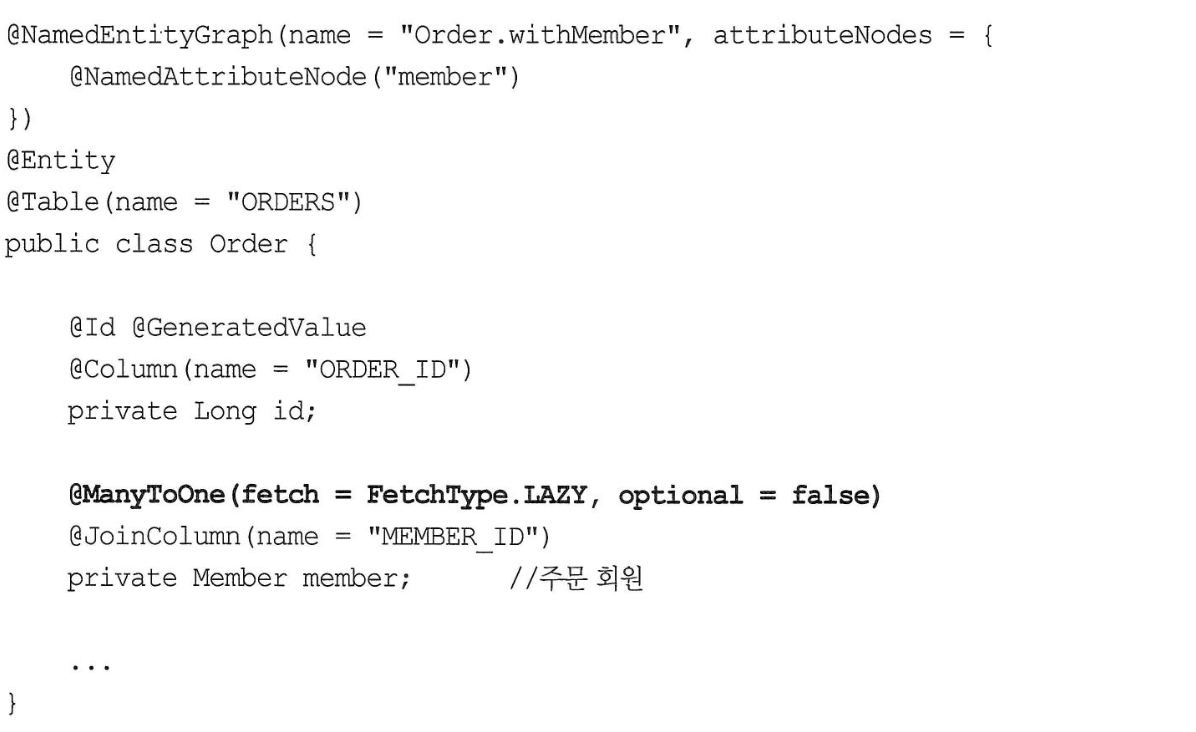 @NamedEntityGraph(name = "Order.withMember", attributeNodes = {
    @NamedAttributeNode("member")
})
@Entity
@Table(name = "ORDERS")
public class Order {

    @Id @GeneratedValue
    @Column(name = "ORDER_ID")
    private Long id;

    @ManyToOne(fetch = FetchType.LAZY, optional = false)
    @JoinColumn(name = "MEMBER_ID")
    private Member member;      //주문 회원

    ...
}